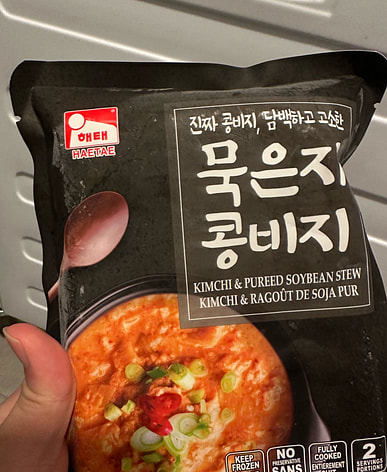 해태
HAETAE
진짜 콩비지, 담백하고 고소한
묵은지
콩비지
KIMCHI & PUREED SOYBEAN STEW
KIMCHI & RAGOÛT DE SOJA PUR
KEEP
FROZEN
NO
PRESERVATIVE
SANS
FULLY
COOKED
ENTIEREMENT
2
SERVINGS
PORTIONS